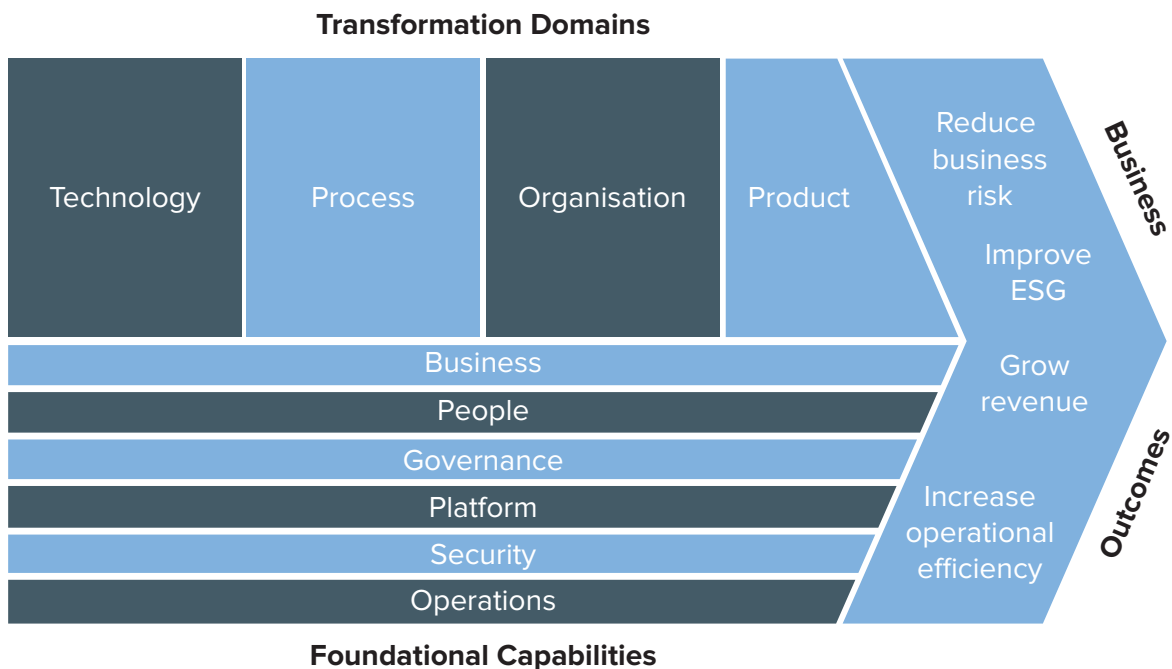 Transformation Domains
Technology
Process
Organisation
Product
Reduce
business
risk
Improve
ESG
Grow
revenue
Increase
operational
efficiency
Business
Outcomes
Business
People
Governance
Platform
Security
Operations
Foundational Capabilities